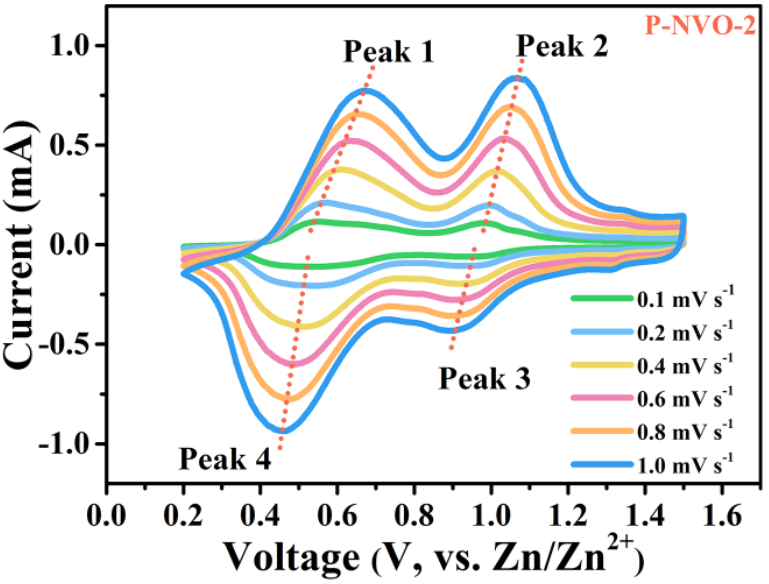 P-NVO-2
Peak 1
Peak 2
Peak 3
Peak 4
Current (mA)
1.0
0.5
0.0
-0.5
-1.0
0.1 mV s⁻¹
0.2 mV s⁻¹
0.4 mV s⁻¹
0.6 mV s⁻¹
0.8 mV s⁻¹
1.0 mV s⁻¹
0.0 0.2 0.4 0.6 0.8 1.0 1.2 1.4 1.6
Voltage (V, vs. Zn/Zn²⁺)